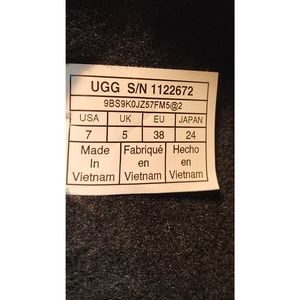 UGG S/N 1122672
9BS9K0JZ57FM5@2
USA UK EU JAPAN
7 5 38 24
Made Fabriqué Hecho
In en en
Vietnam Vietnam Vietnam